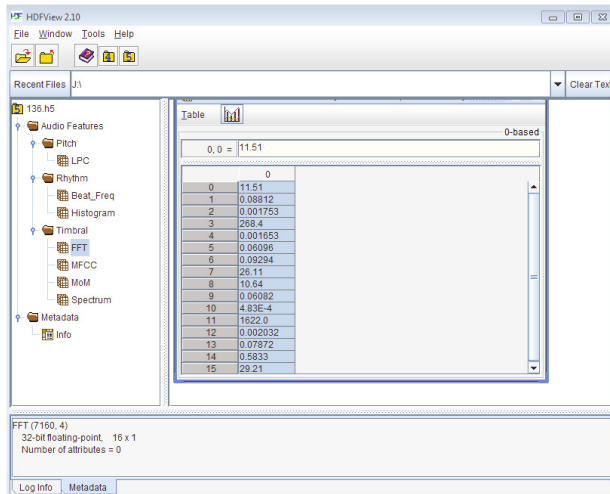 HDFView 2.10
File Window Tools Help
Recent Files J:\ Clear Text
136.h5
Audio Features
Pitch
LPC
Rhythm
Beat_Freq
Histogram
Timbral
FFT
MFCC
MoM
Spectrum
Metadata
Info
Table
0-based
0, 0 = 11.51
0
0 11.51
1 0.08812
2 0.001753
3 268.4
4 0.001653
5 0.06096
6 0.09294
7 26.11
8 10.64
9 0.06082
10 4.83E-4
11 1622.0
12 0.002032
13 0.07872
14 0.5833
15 29.21
FFT (7160, 4)
32-bit floating-point, 16 x 1
Number of attributes = 0
Log Info Metadata